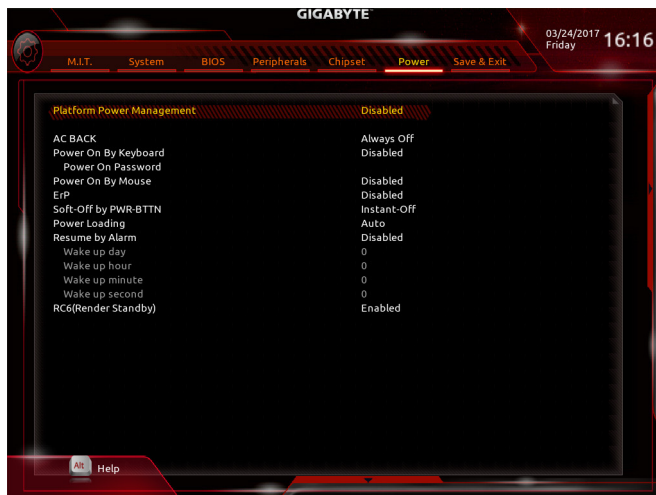 GIGABYTE™
03/24/2017 Friday 16:16
M.I.T. System BIOS Peripherals Chipset Power Save & Exit
Platform Power Management Disabled
AC BACK Always Off
Power On By Keyboard Disabled
Power On Password
Power On By Mouse Disabled
ErP Disabled
Soft-Off by PWR-BTTN Instant-Off
Power Loading Auto
Resume by Alarm Disabled
Wake up day 0
Wake up hour 0
Wake up minute 0
Wake up second 0
RC6(Render Standby) Enabled
Alt Help